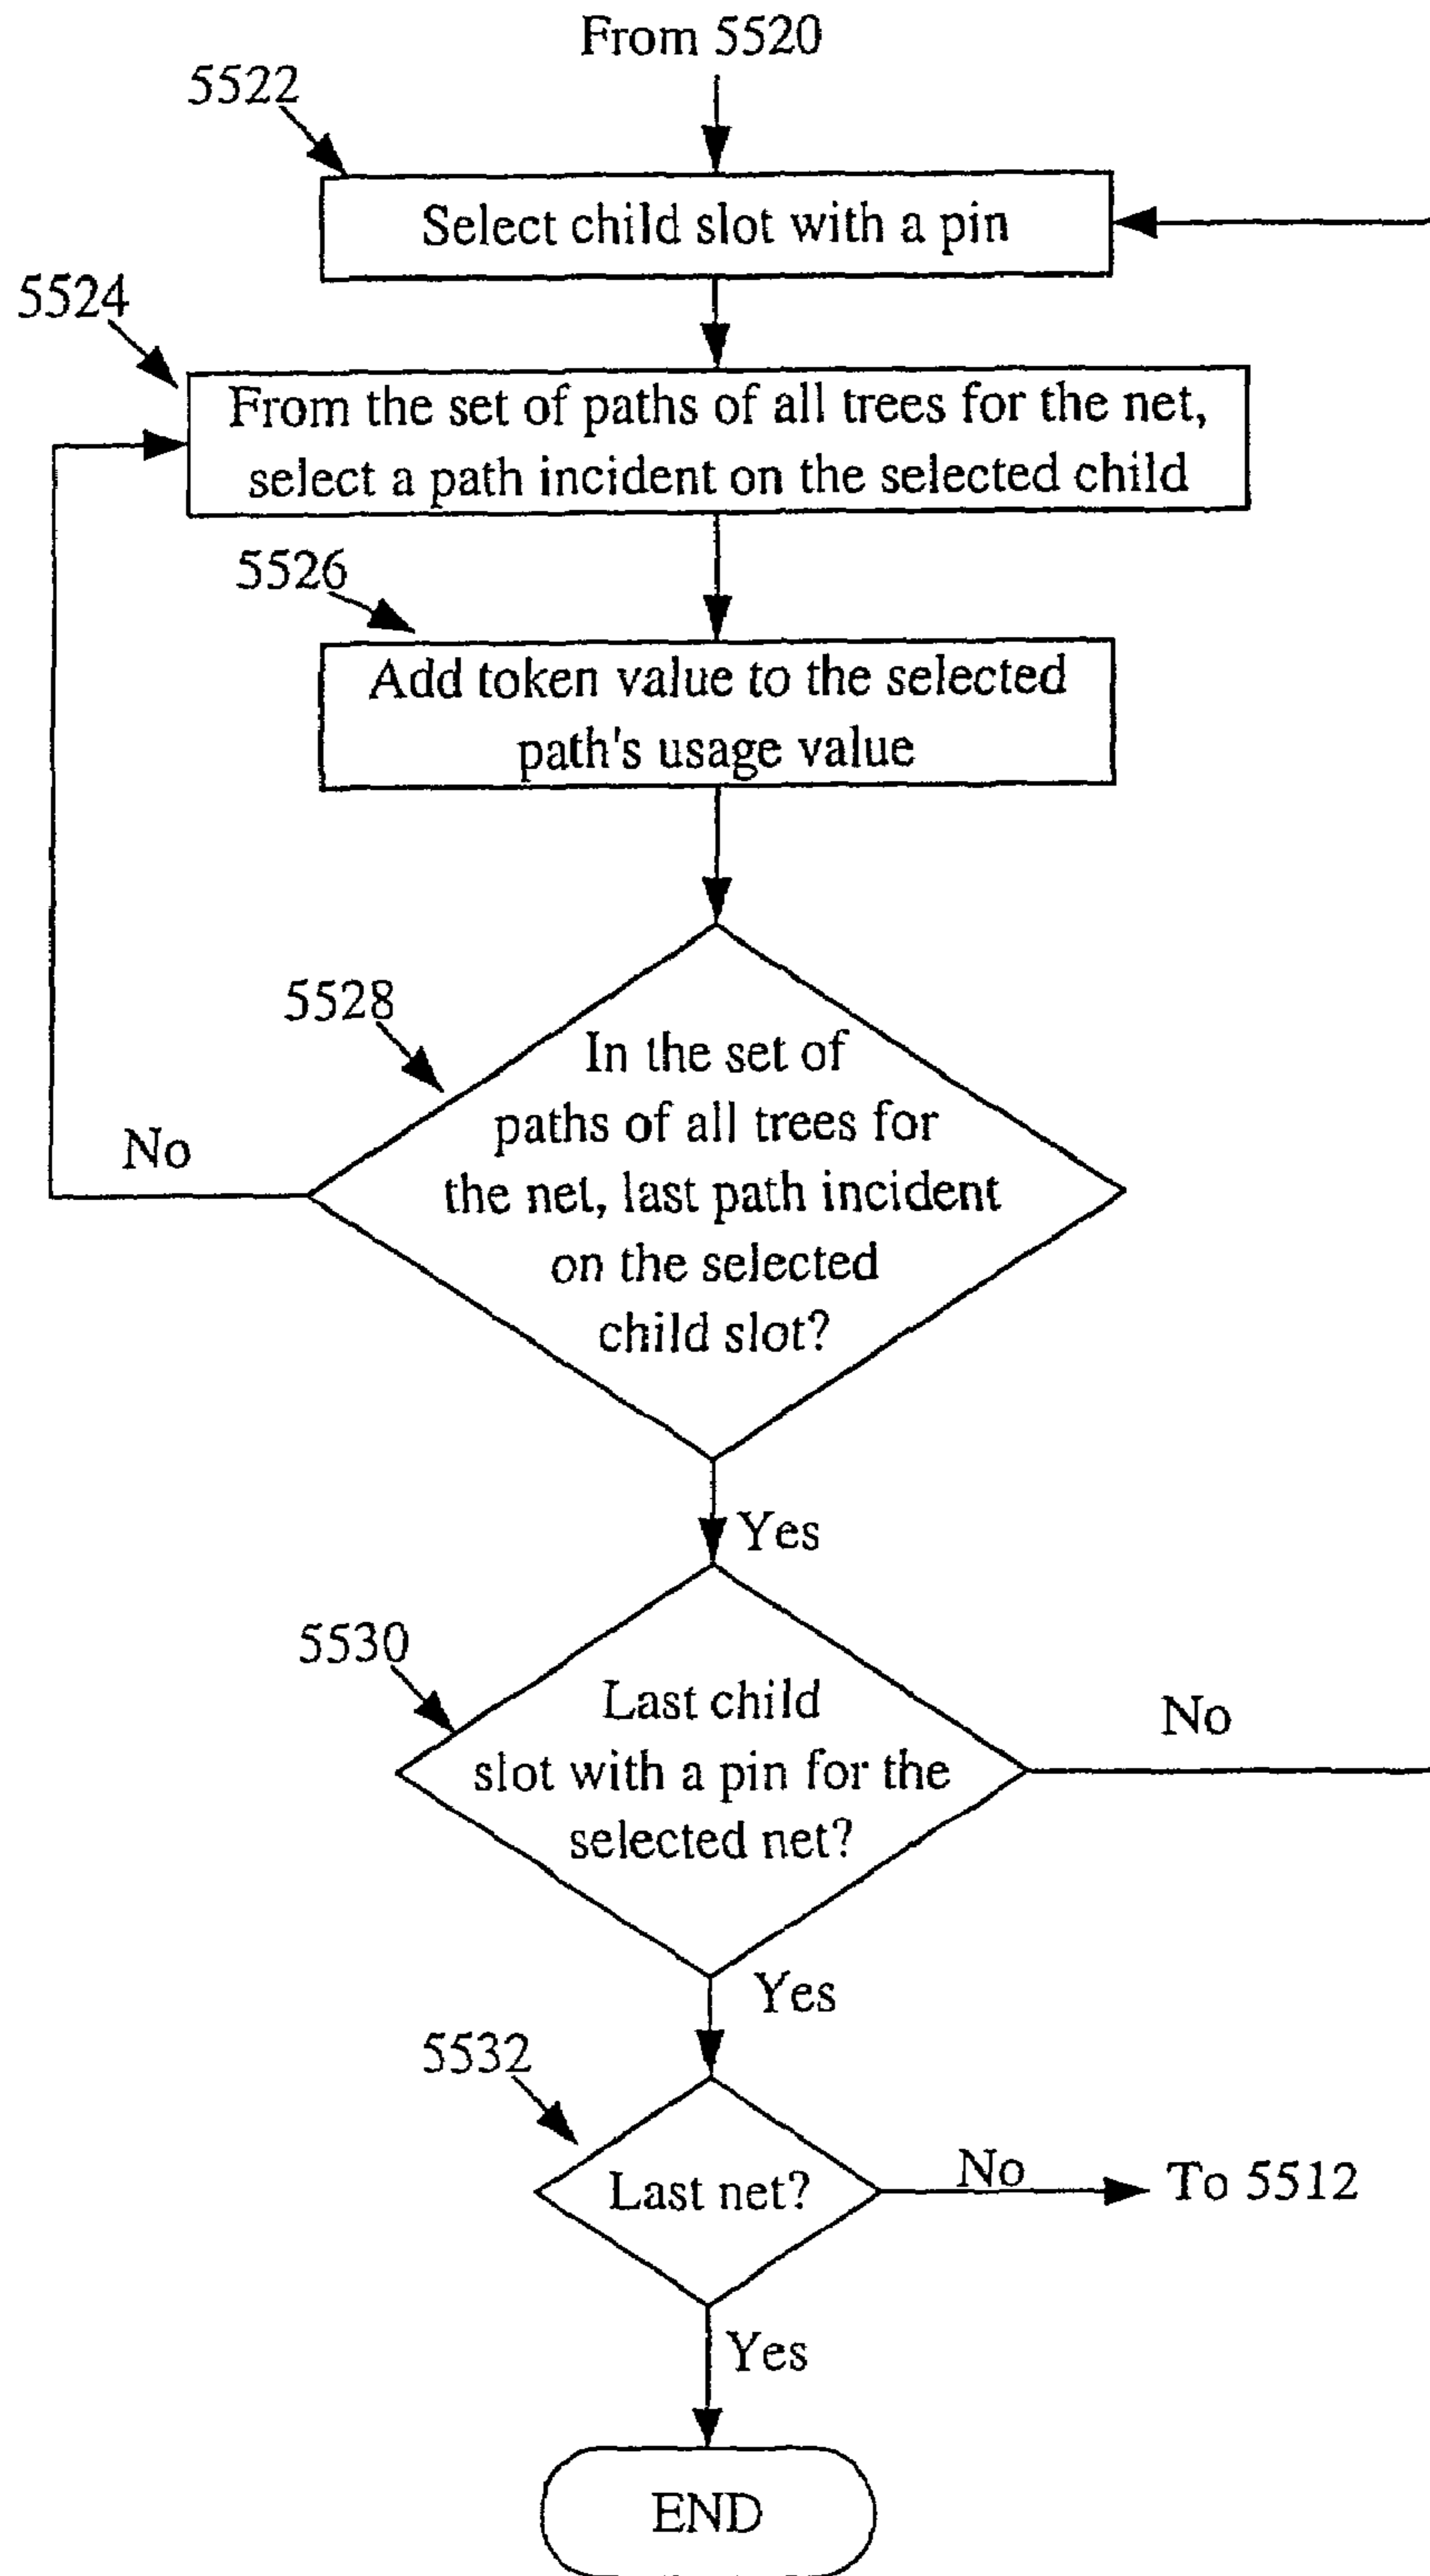 From 5520
5522
Select child slot with a pin
5524
From the set of paths of all trees for the net,
select a path incident on the selected child
5526
Add token value to the selected
path's usage value
5528
In the set of
paths of all trees for
the net, last path incident
on the selected
child slot?
No
Yes
5530
Last child
slot with a pin for the
selected net?
No
Yes
5532
Last net?
No
To 5512
Yes
END